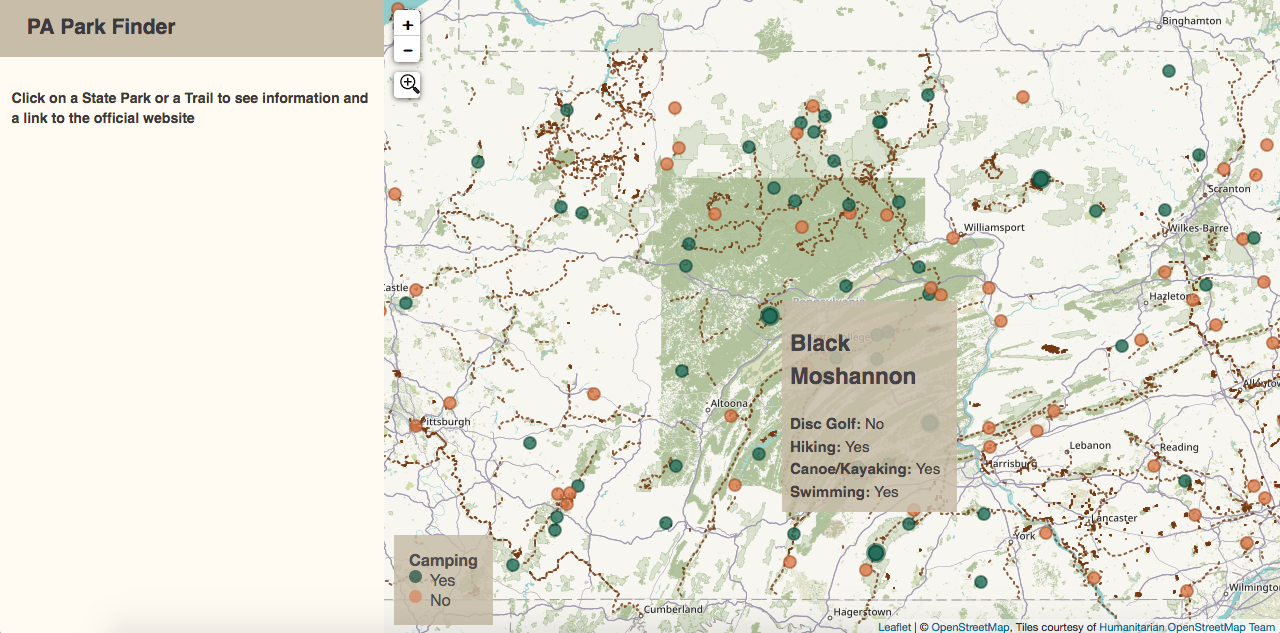 PA Park Finder
Click on a State Park or a Trail to see information and
a link to the official website
+
−
Binghamton
Scranton
Williamsport
Wilkes-Barre
Hazleton
Pennsylvania
Black
Moshannon
Disc Golf: No
Hiking: Yes
Canoe/Kayaking: Yes
Swimming: Yes
Altoona
Pittsburgh
Lebanon
Reading
Harrisburg
Lancaster
York
Camping
Yes
No
Cumberland
Hagerstown
Wilmingto
Leaflet | © OpenStreetMap, Tiles courtesy of Humanitarian OpenStreetMap Team